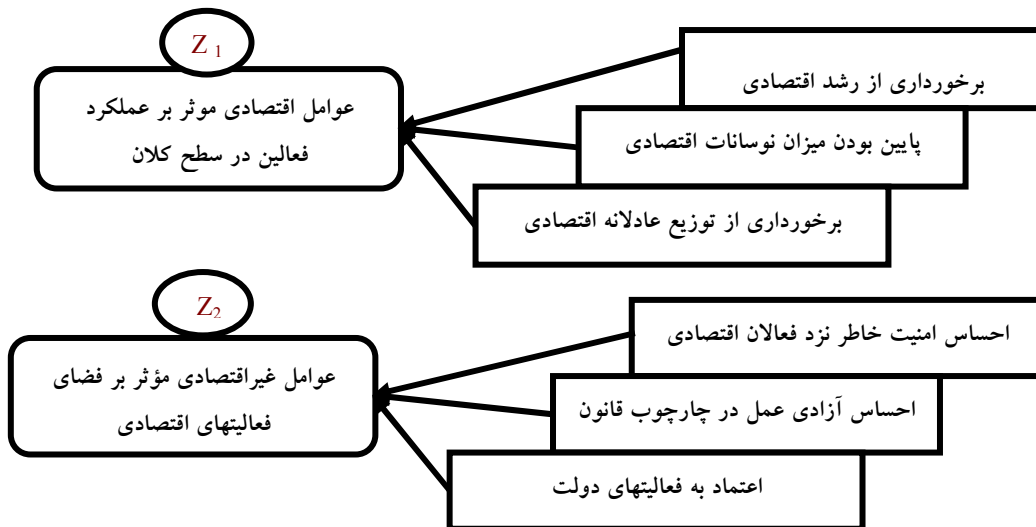 Z 1
برخورداری از رشد اقتصادی
عوامل اقتصادی موثر بر عملکرد
فعالین در سطح کلان
پایین بودن میزان نوسانات اقتصادی
برخورداری از توزیع عادلانه اقتصادی
Z2
احساس امنیت خاطر نزد فعالان اقتصادی
عوامل غیراقتصادی مؤثر بر فضای
فعالیتهای اقتصادی
احساس آزادی عمل در چارچوب قانون
اعتماد به فعالیتهای دولت